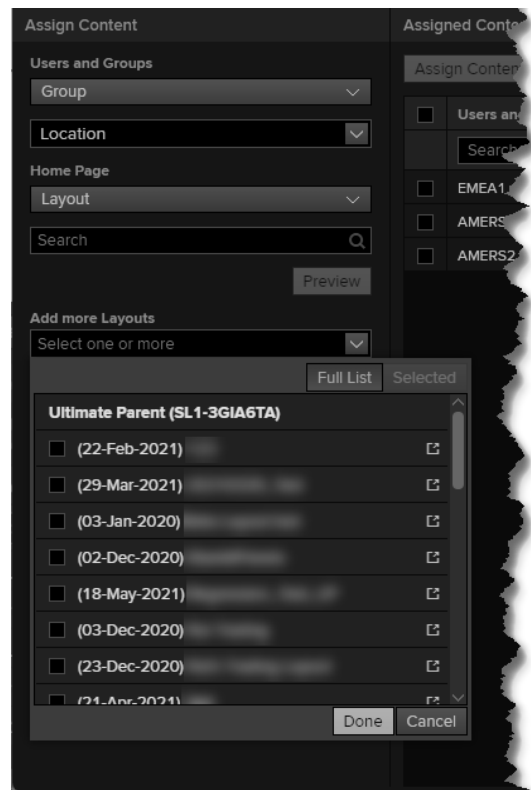 Assign Content
Users and Groups
Group
Location
Home Page
Layout
Search
Preview
Add more Layouts
Select one or more
Full List Selected
Ultimate Parent (SL1-3GIA6TA)
(22-Feb-2021)
(29-Mar-2021)
(03-Jan-2020)
(02-Dec-2020)
(18-May-2021)
(03-Dec-2020)
(23-Dec-2020)
(21-Apr-2021)
Done Cancel
Assigned Conte
Assign Conten
Users an
Search
EMEA1
AMERS
AMERS2